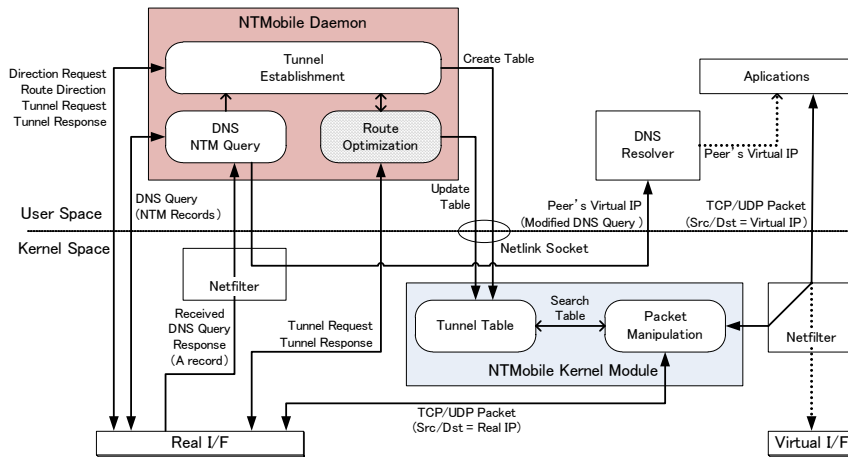 NTMobile Daemon
Tunnel
Establishment
Create Table
Direction Request
Route Direction
Tunnel Request
Tunnel Response
Aplications
DNS
NTM Query
Route
Optimization
DNS
Resolver
Peer's Virtual IP
DNS Query
(NTM Records)
Update
Table
Peer's Virtual IP
(Modified DNS Query )
TCP/UDP Packet
(Src/Dst = Virtual IP)
User Space
Kernel Space
Netlink Socket
Netfilter
Received
DNS Query
Response
(A record)
Tunnel Request
Tunnel Response
Tunnel Table
Search
Table
Packet
Manipulation
Netfilter
NTMobile Kernel Module
TCP/UDP Packet
(Src/Dst = Real IP)
Real I/F
Virtual I/F